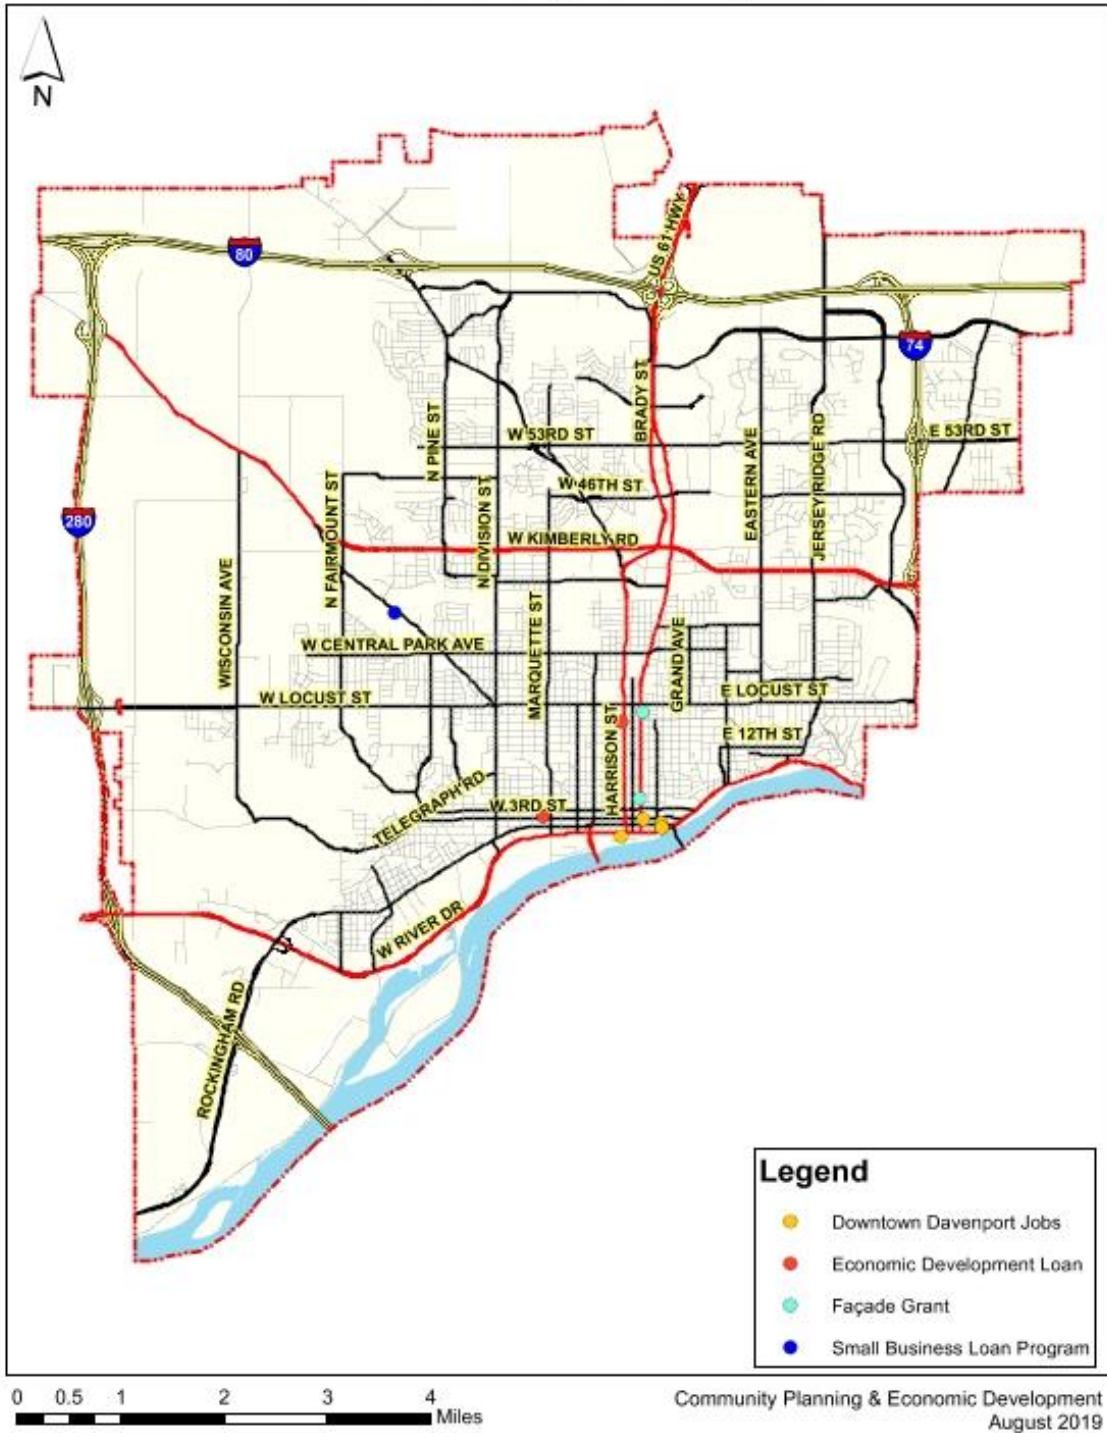 N
US 61 HWY
80
74
BRADY ST
N PINE ST
W 53RD ST
E 53RD ST
EASTERN AVE
JERSEY RIDGE RD
W 46TH ST
N DIVISION ST
280
N FAIRMOUNT ST
W KIMBERLY RD
WISCONSIN AVE
MARQUETTE ST
W CENTRAL PARK AVE
GRAND AVE
W LOCUST ST
E LOCUST ST
HARRISON ST
E 12TH ST
TELEGRAPH RD
W 3RD ST
W RIVER DR
ROCKINGHAM RD
Legend
Downtown Davenport Jobs
Economic Development Loan
Façade Grant
Small Business Loan Program
0 0.5 1 2 3 4
Miles
Community Planning & Economic Development
August 2019